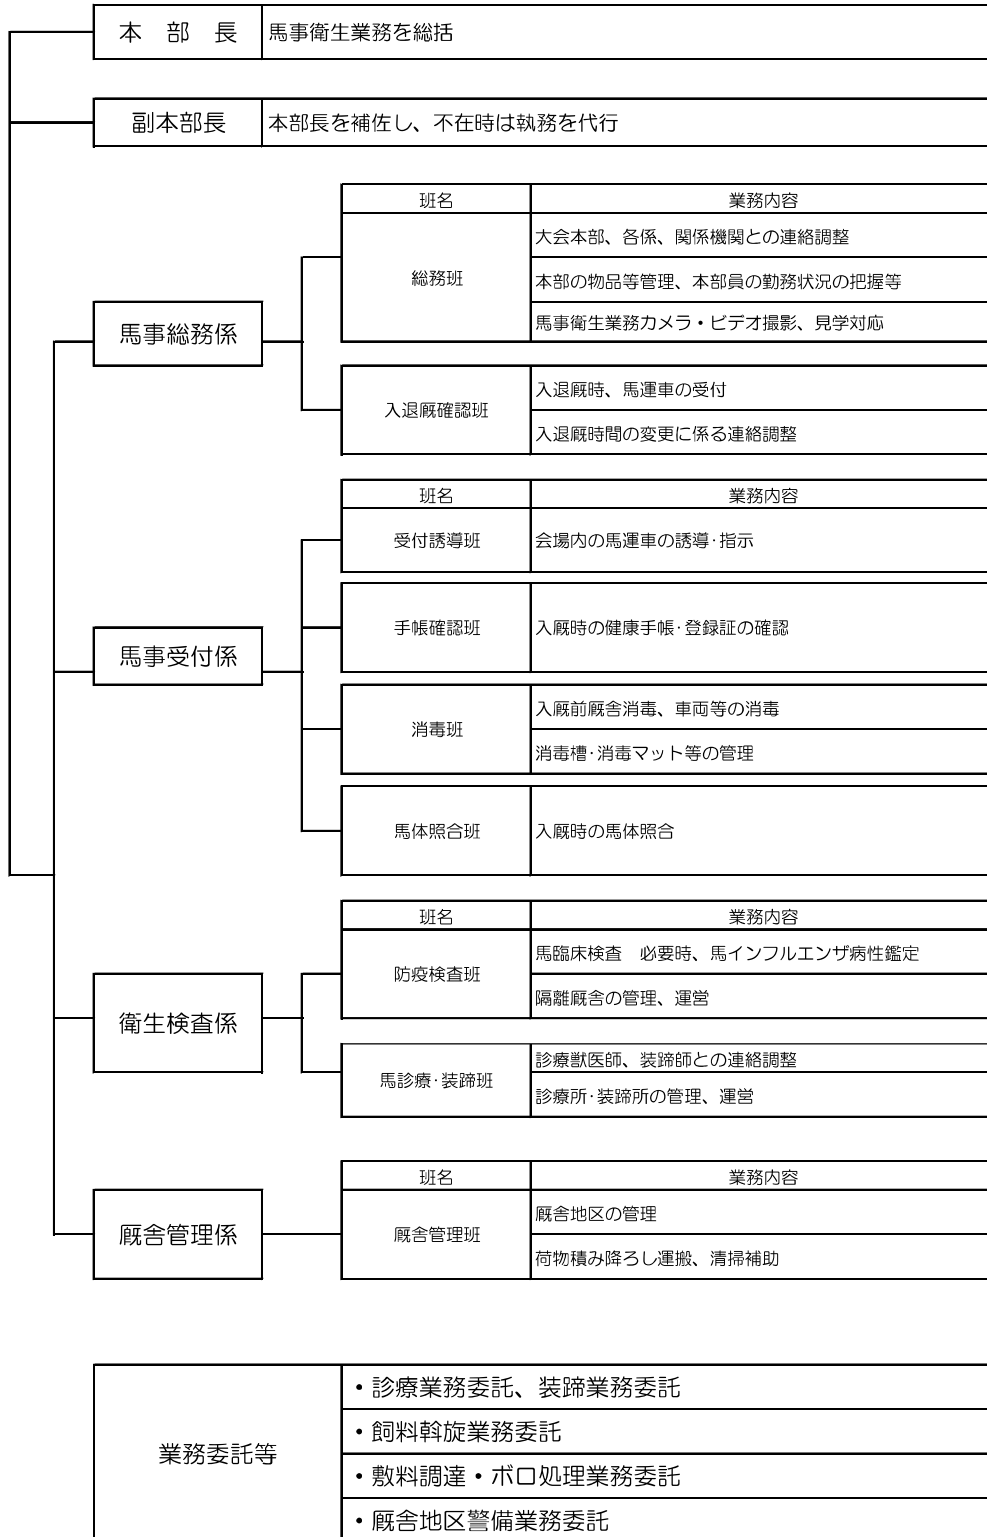 本　部　長
馬事衛生業務を総括
副本部長
本部長を補佐し、不在時は執務を代行
馬事総務係
班名
業務内容
総務班
大会本部、各係、関係機関との連絡調整
本部の物品等管理、本部員の勤務状況の把握等
馬事衛生業務カメラ・ビデオ撮影、見学対応
入退厩確認班
入退厩時、馬運車の受付
入退厩時間の変更に係る連絡調整
馬事受付係
班名
業務内容
受付誘導班
会場内の馬運車の誘導･指示
手帳確認班
入厩時の健康手帳･登録証の確認
消毒班
入厩前厩舎消毒、車両等の消毒
消毒槽･消毒マット等の管理
馬体照合班
入厩時の馬体照合
衛生検査係
班名
業務内容
防疫検査班
馬臨床検査　必要時、馬インフルエンザ病性鑑定
隔離厩舎の管理、運営
馬診療･装蹄班
診療獣医師、装蹄師との連絡調整
診療所･装蹄所の管理、運営
厩舎管理係
班名
業務内容
厩舎管理班
厩舎地区の管理
荷物積み降ろし運搬、清掃補助
業務委託等
・診療業務委託、装蹄業務委託
・飼料斡旋業務委託
・敷料調達・ボロ処理業務委託
・厩舎地区警備業務委託